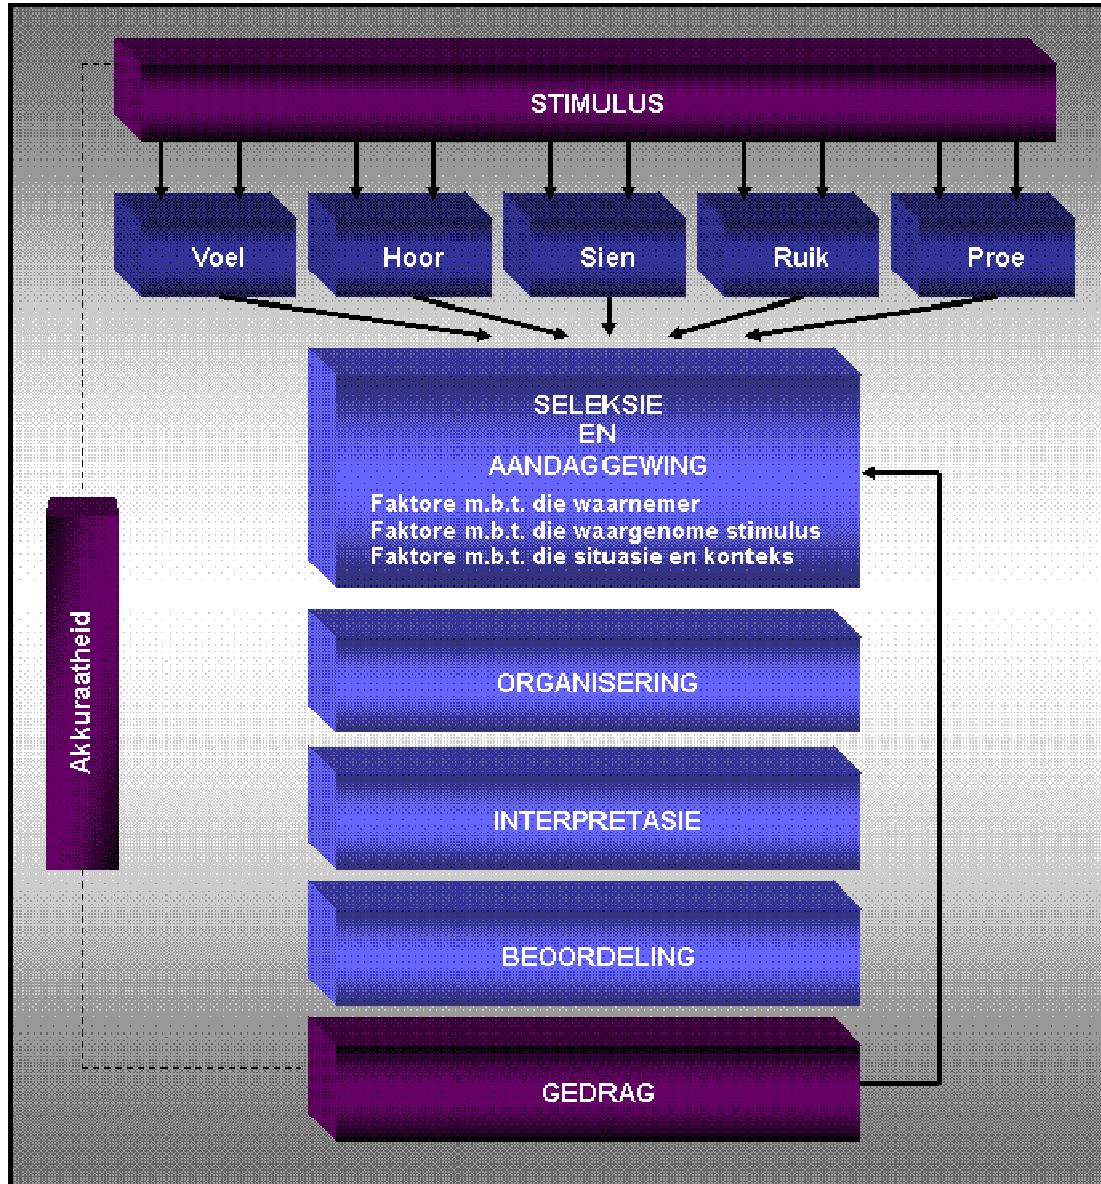 STIMULUS
Voel
Hoor
Sien
Ruik
Proe
SELEKSIE
EN
AANDAGGEWING
Faktore m.b.t. die waarnemer
Faktore m.b.t. die waargenome stimulus
Faktore m.b.t. die situasie en konteks
Akkuraatheid
ORGANISERING
INTERPRETASIE
BEOORDELING
GEDRAG